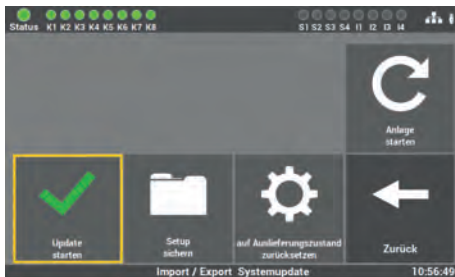 Status K1 K2 K3 K4 K5 K6 K7 K8 S1 S2 S3 S4 I1 I2 I3 I4
Anlage
starten
Update
starten
Setup
sichern
auf Auslieferungszustand
zurücksetzen
Zurück
Import / Export Systemupdate 10:56:49